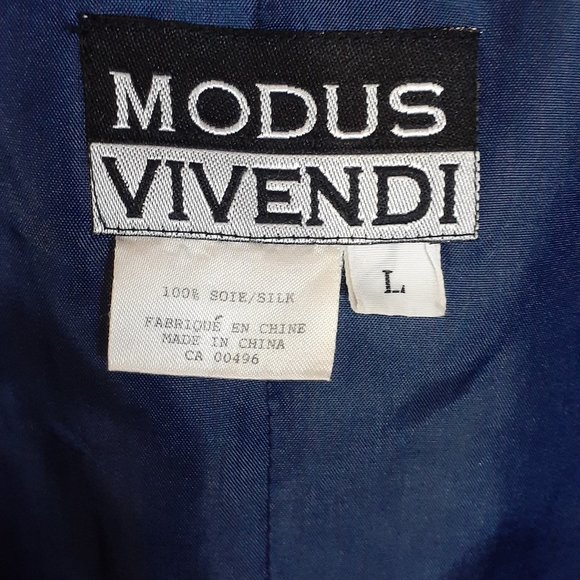 MODUS
VIVENDI
L
100% SOIE/SILK
FABRIQUÉ EN CHINE
MADE IN CHINA
CA 00496